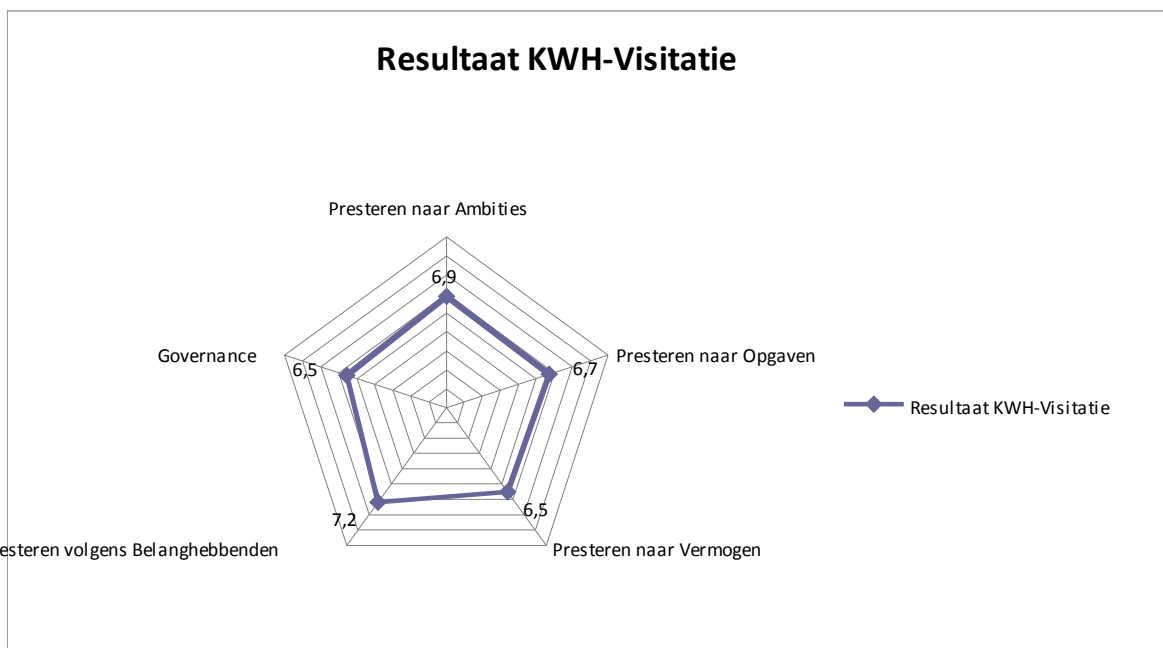 Resultaat KWH-Visitatie
Presteren naar Ambities
6,9
Governance
6,5
Presteren naar Opgaven
6,7
Resultaat KWH-Visitatie
7,2
6,5
esteren volgens Belanghebbenden
Presteren naar Vermogen